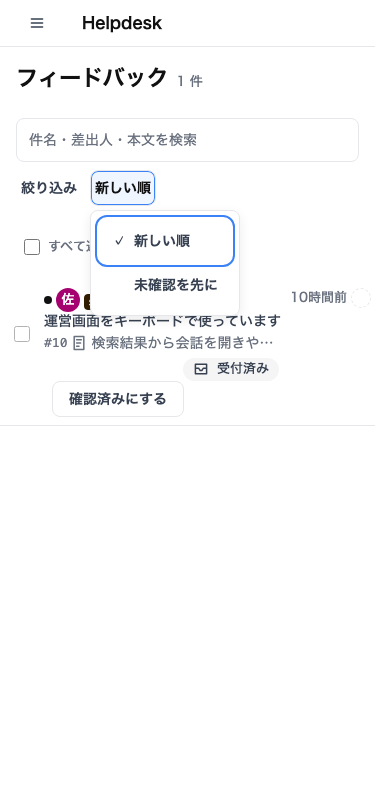 Helpdesk
フィードバック 1 件
件名・差出人・本文を検索
絞り込み 新しい順
✓ 新しい順
すべて
未確認を先に
佐 10時間前
運営画面をキーボードで使っています
#10 検索結果から会話を開きや…
受付済み
確認済みにする